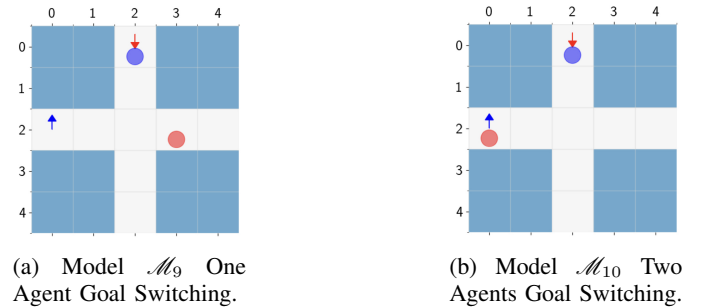 0 1 2 3 4
0
1
2
3
4
(a) Model ℳ9 One
Agent Goal Switching.
0 1 2 3 4
0
1
2
3
4
(b) Model ℳ10 Two
Agents Goal Switching.